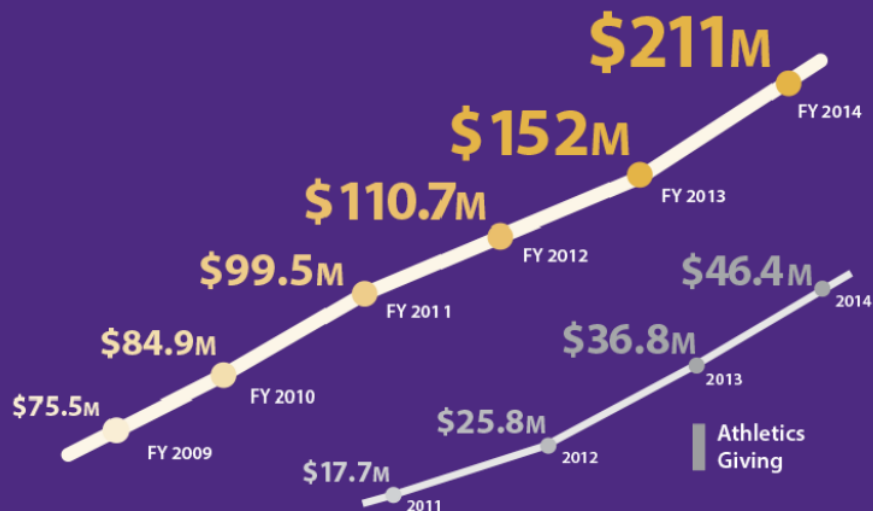 $211M
FY 2014
$152M
FY 2013
$110.7M
FY 2012
$99.5M
FY 2011
$84.9M
FY 2010
$75.5M
FY 2009
$46.4M
2014
$36.8M
2013
$25.8M
2012
$17.7M
2011
Athletics
Giving